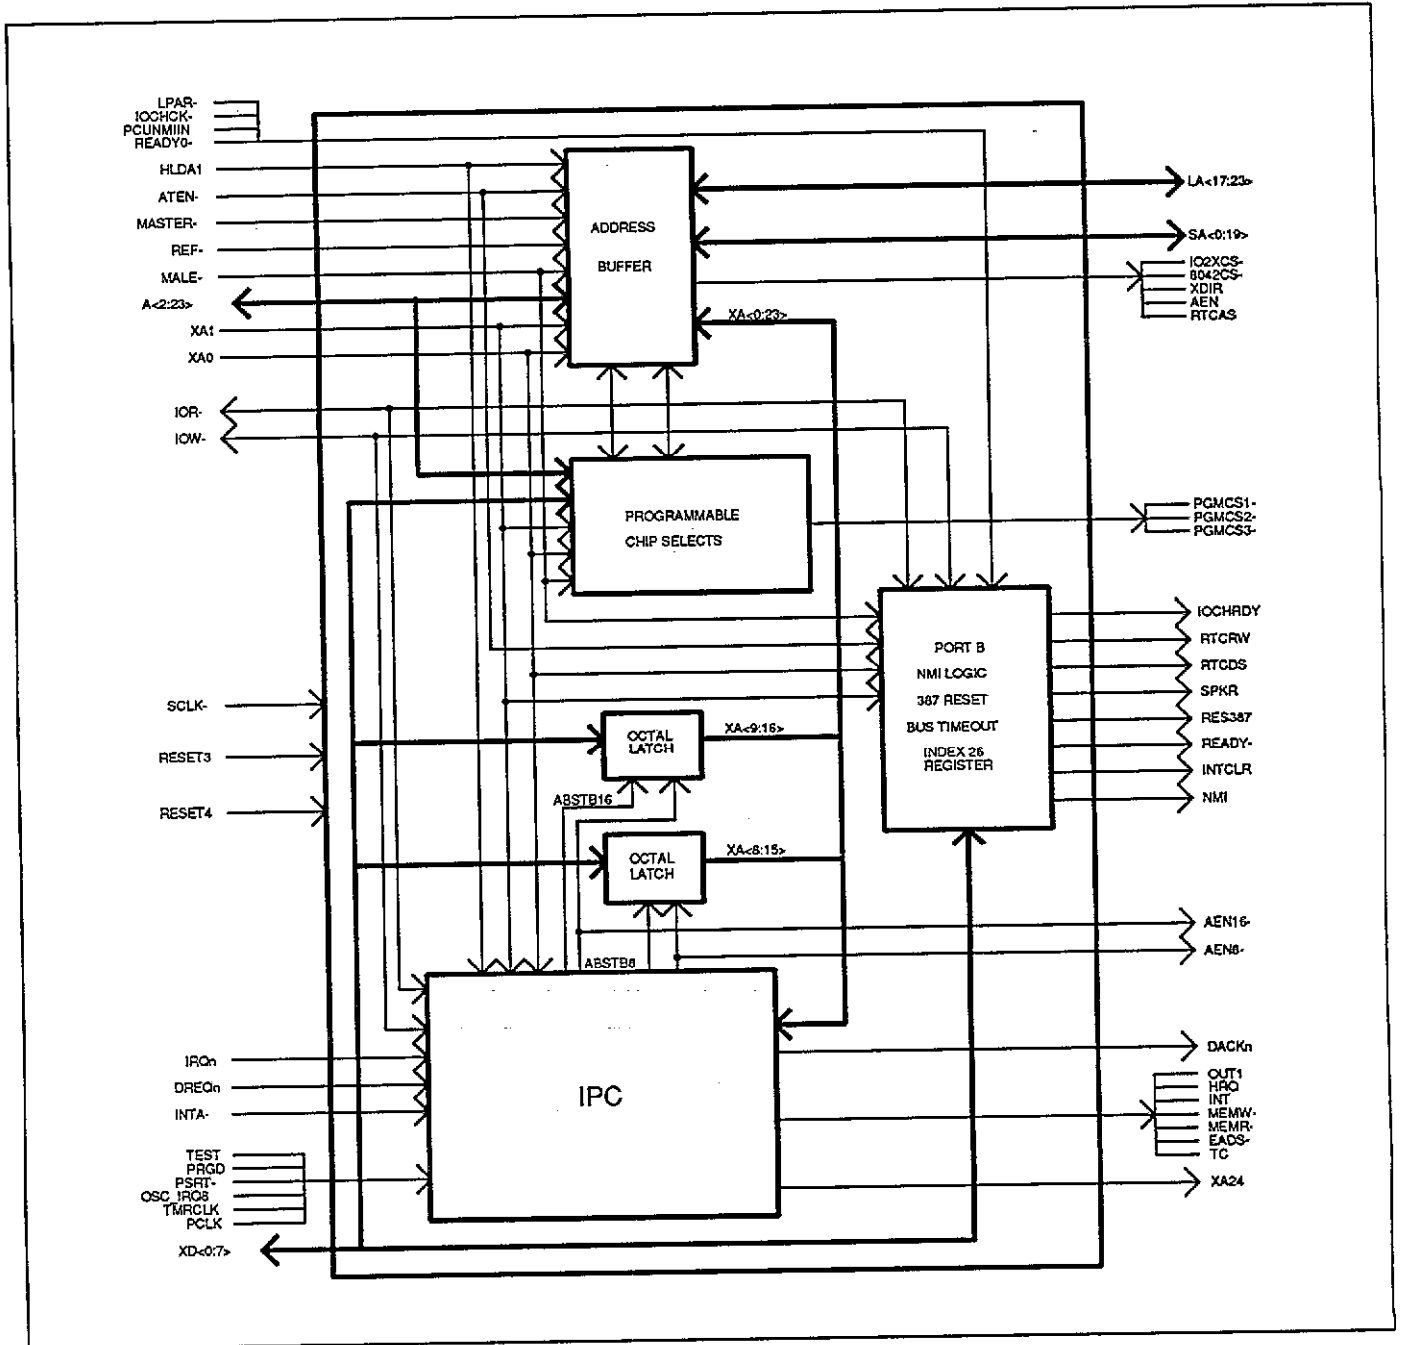 LPAR-
IOCHCK-
PCUNMIIN
READY0-
HLDA1
ATEN-
MASTER-
REF-
MALE-
A<2:23>
XA1
XA0
IOR-
IOW-
SCLK-
RESET3
RESET4
IRQn
DREQn
INTA-
TEST
PRGD
PSRT-
OSC_IRQ8
TMRCLK
PCLK
XD<0:7>
ADDRESS
BUFFER
XA<0:23>
PROGRAMMABLE
CHIP SELECTS
OCTAL
LATCH
XA<9:16>
ABSTB16
OCTAL
LATCH
XA<8:15>
ABSTB8
IPC
PORT B
NMI LOGIC
387 RESET
BUS TIMEOUT
INDEX 26
REGISTER
LA<17:23>
SA<0:19>
IO2XCS-
8042CS-
XDIR
AEN
RTCAS
PGMCS1-
PGMCS2-
PGMCS3-
IOCHRDY
RTCRW
RTCDS
SPKR
RES387
READY-
INTCLR
NMI
AEN16-
AEN8-
DACKn
OUT1
HRQ
INT
MEMW-
MEMR-
EADS-
TC
XA24